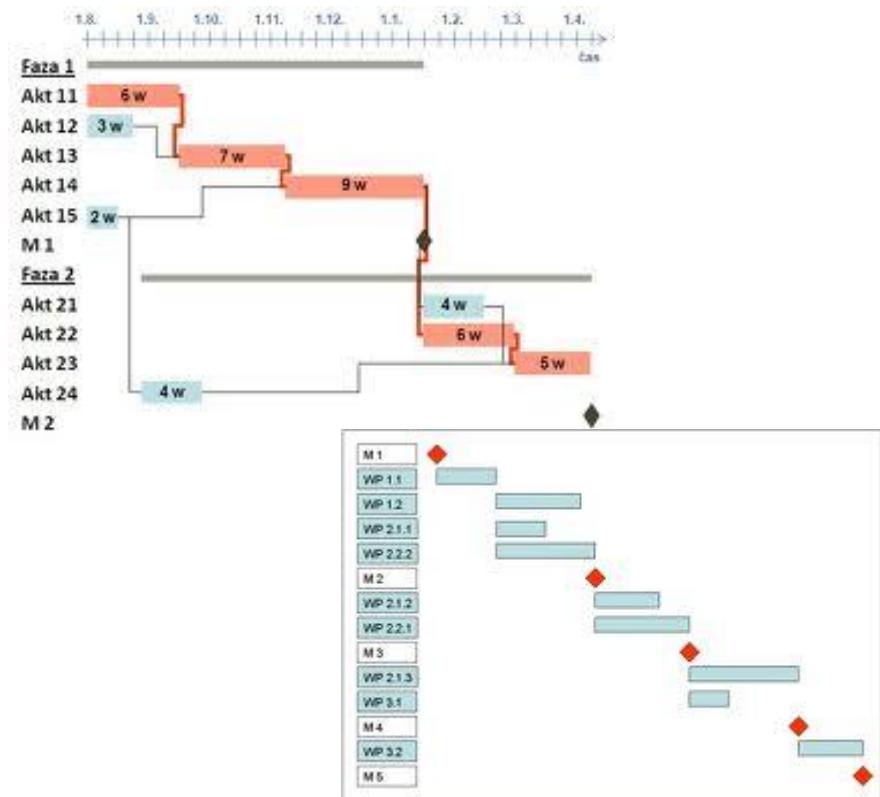 1.8. 1.9. 1.10. 1.11. 1.12. 1.1. 1.2. 1.3. 1.4.
čas
Faza 1
Akt 11 6 w
Akt 12 3 w
Akt 13 7 w
Akt 14 9 w
Akt 15 2 w
M 1
Faza 2
Akt 21 4 w
Akt 22 6 w
Akt 23 5 w
Akt 24 4 w
M 2
M 1
WP 1.1
WP 1.2
WP 2.1.1
WP 2.2.2
M 2
WP 2.1.2
WP 2.2.1
M 3
WP 2.1.3
WP 3.1
M 4
WP 3.2
M 5